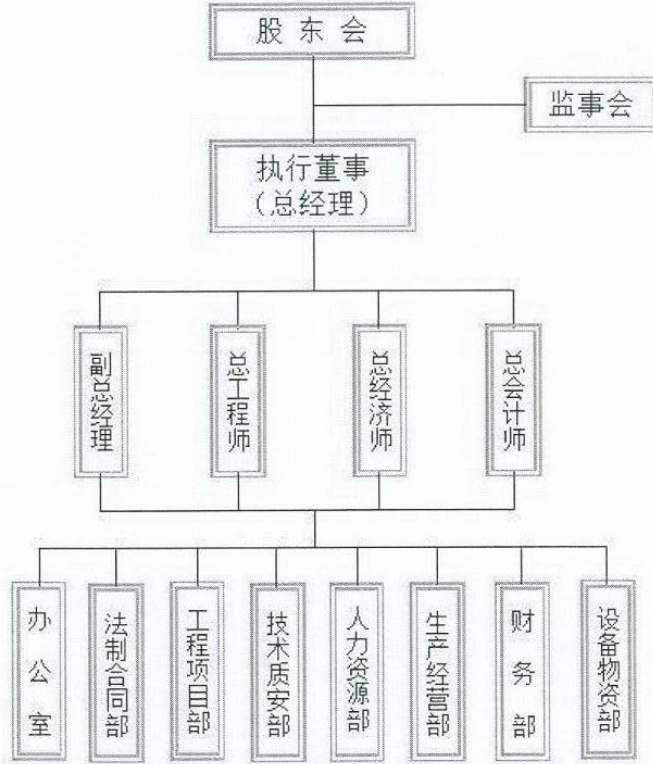 股东会
监事会
执行董事
（总经理）
副总经理
总工程师
总经济师
总会计师
办公室
法制合同部
工程项目部
技术质安部
人力资源部
生产经营部
财务部
设备物资部